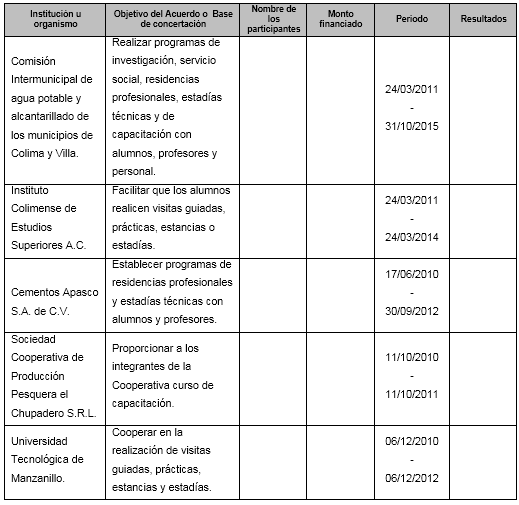 Institución u
organismo
Objetivo del Acuerdo o Base
de concertación
Nombre de
los
participantes
Monto
financiado
Periodo
Resultados
Comisión
Intermunicipal de
agua potable y
alcantarillado de
los municipios de
Colima y Villa.
Realizar programas de
investigación, servicio
social, residencias
profesionales, estadías
técnicas y de
capacitación con
alumnos, profesores y
personal.
24/03/2011
-
31/10/2015
Instituto
Colimense de
Estudios
Superiores A.C.
Facilitar que los alumnos
realicen visitas guiadas,
prácticas, estancias o
estadías.
24/03/2011
-
24/03/2014
Cementos Apasco
S.A. de C.V.
Establecer programas de
residencias profesionales
y estadías técnicas con
alumnos y profesores.
17/06/2010
-
30/09/2012
Sociedad
Cooperativa de
Producción
Pesquera el
Chupadero S.R.L.
Proporcionar a los
integrantes de la
Cooperativa curso de
capacitación.
11/10/2010
-
11/10/2011
Universidad
Tecnológica de
Manzanillo.
Cooperar en la
realización de visitas
guiadas, prácticas,
estancias y estadías.
06/12/2010
-
06/12/2012